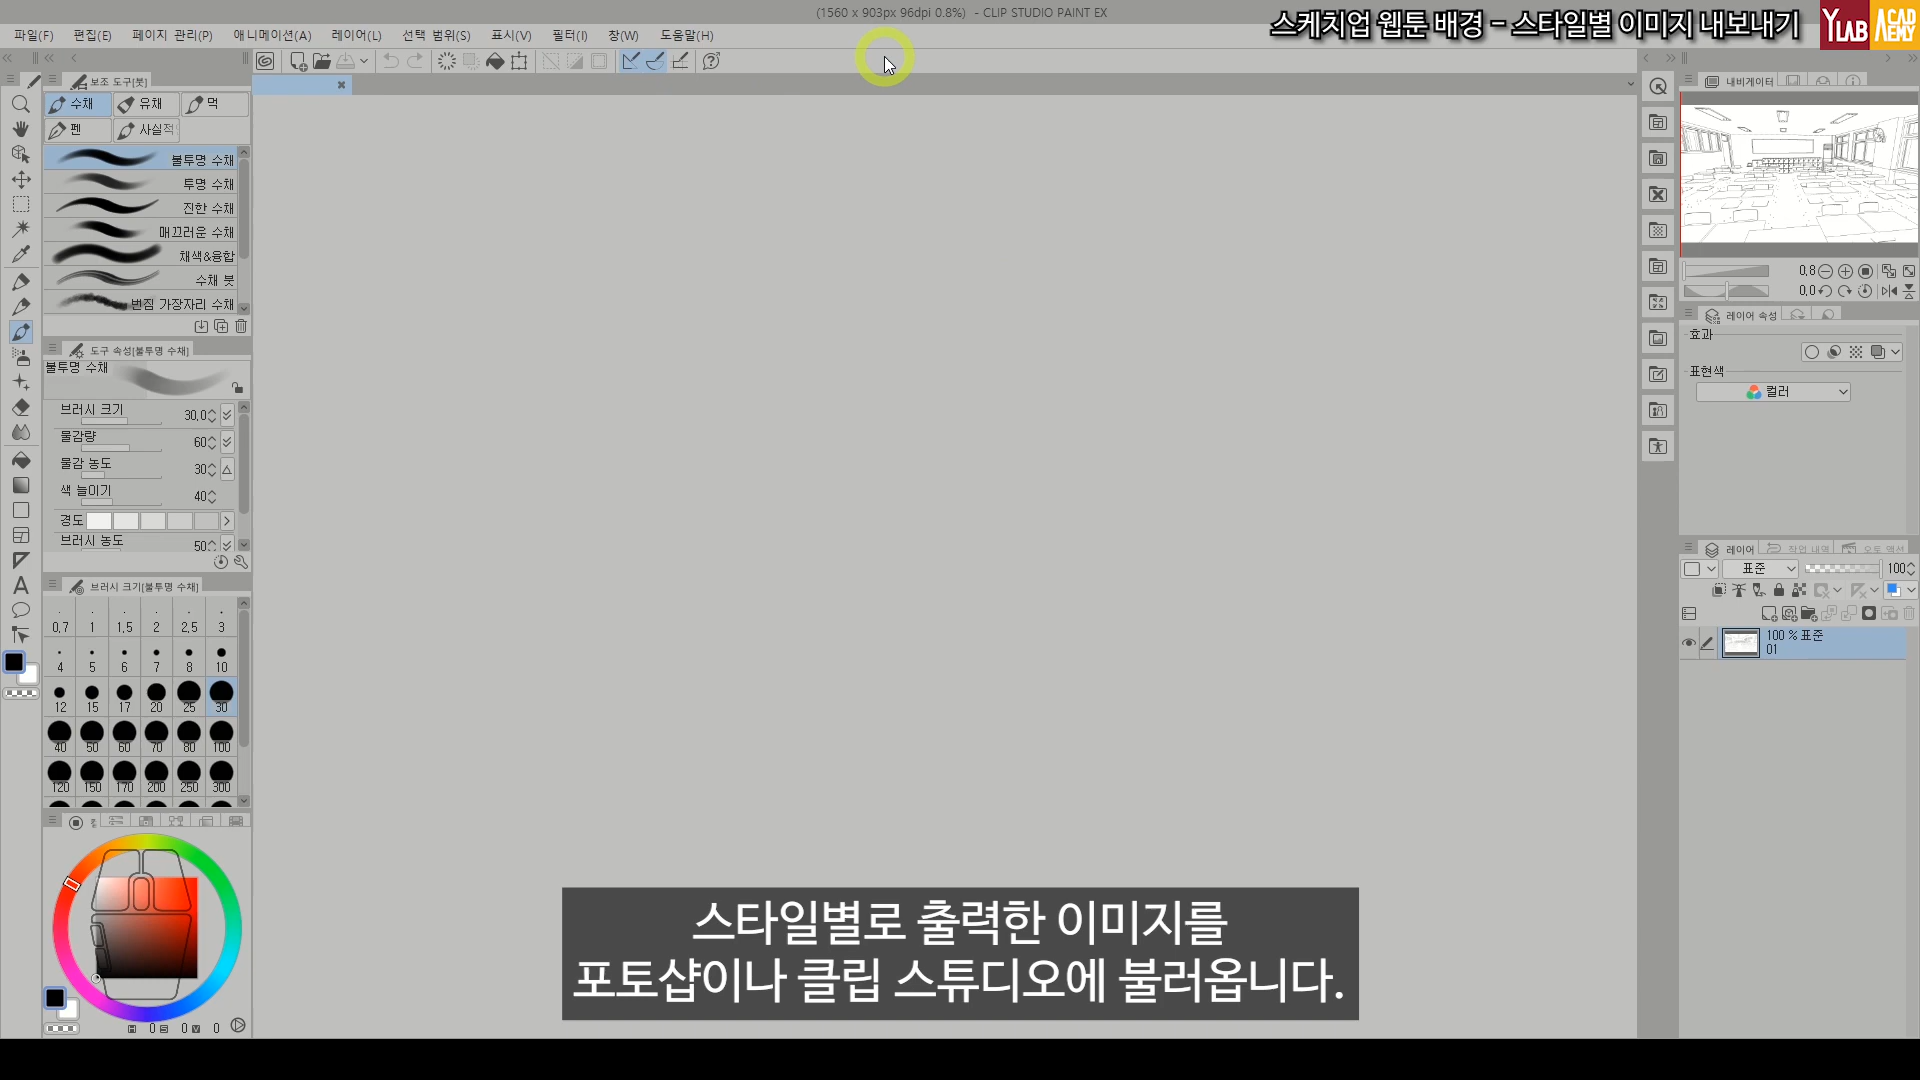 (1560 x 903px 96dpi 0.8%) - CLIP STUDIO PAINT EX
스케치업 웹툰 배경 - 스타일별 이미지 내보내기
YLAB ACADEMY
파일(F) 편집(E) 페이지 관리(P) 애니메이션(A) 레이어(L) 선택 범위(S) 표시(V) 필터(I) 창(W) 도움말(H)
보조 도구[붓]
수채 유채 먹
펜 사실적
불투명 수채
투명 수채
진한 수채
매끄러운 수채
채색&융합
수채 붓
번짐 가장자리 수채
도구 속성[불투명 수채]
불투명 수채
브러시 크기 30.0
물감량 60
물감 농도 30
색 늘이기 40
경도
브러시 농도 50
브러시 크기[불투명 수채]
0.7 1 1.5 2 2.5 3
4 5 6 7 8 10
12 15 17 20 25 30
40 50 60 70 80 100
120 150 170 200 250 300
H 0 S 0 V 0
내비게이터
0.8
0.0
레이어 속성
효과
표현색
컬러
레이어 작업 내역 오토 액션
표준 100
100 % 표준
01
스타일별로 출력한 이미지를
포토샵이나 클립 스튜디오에 불러옵니다.